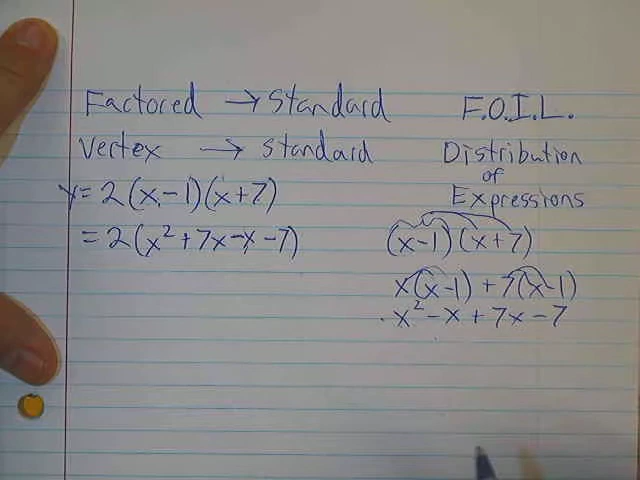 Factored → Standard
Vertex → Standard
y = 2(x-1)(x+7)
= 2(x² + 7x - x - 7)
F.O.I.L.
Distribution
of
Expressions
(x-1)(x+7)
x(x-1) + 7(x-1)
x² - x + 7x - 7